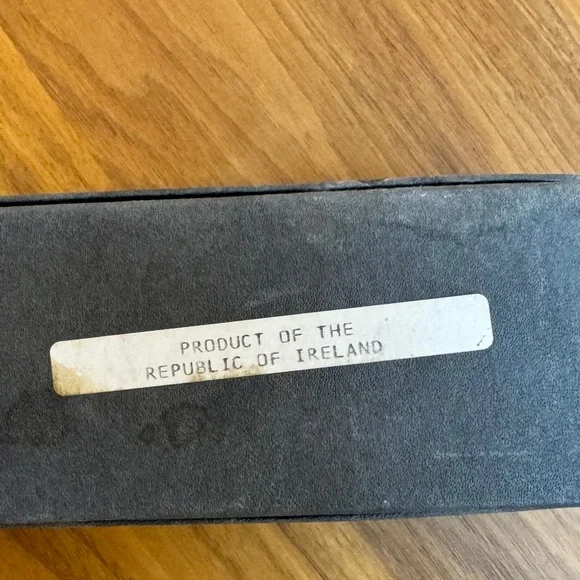 PRODUCT OF THE
REPUBLIC OF IRELAND